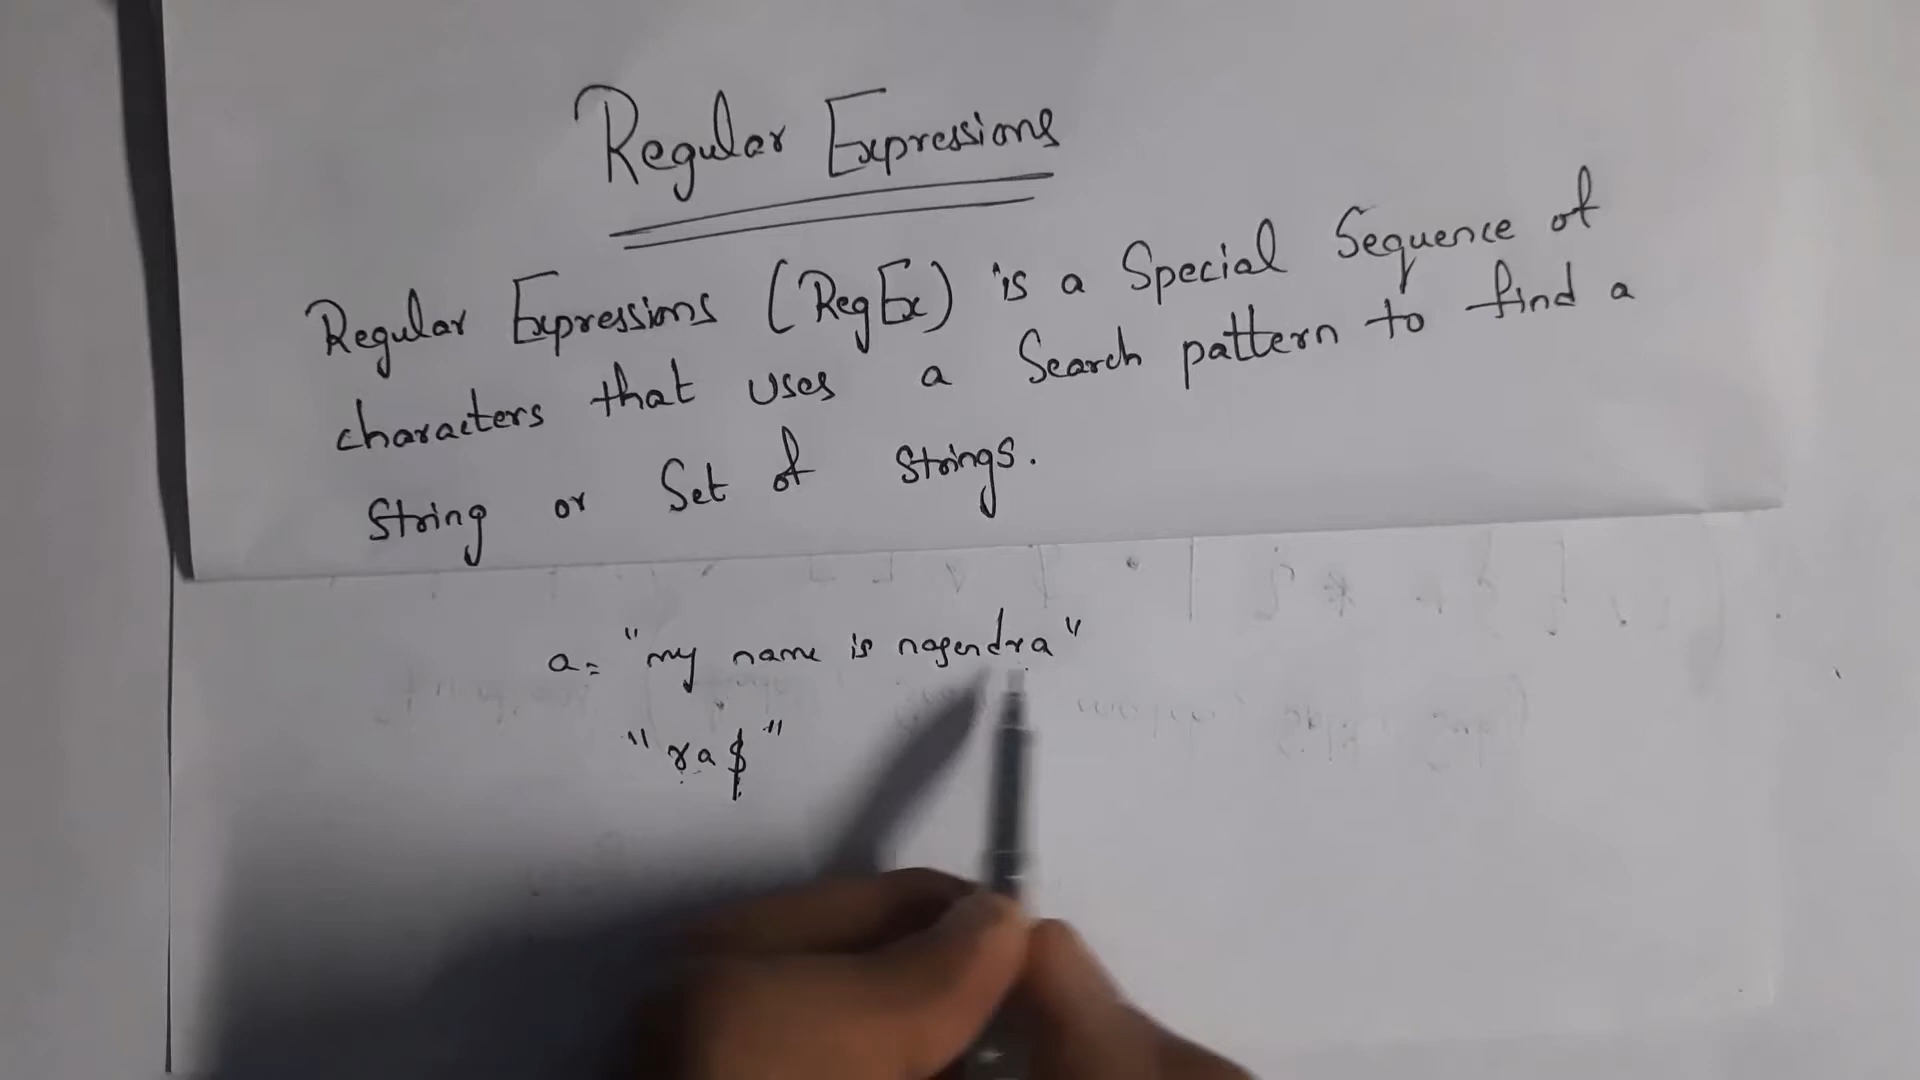 Regular Expressions
Regular Expressions (RegEx) is a Special Sequence of
characters that uses a Search pattern to find a
String or Set of Strings.
a= "my name is nagendra"
"ra$"